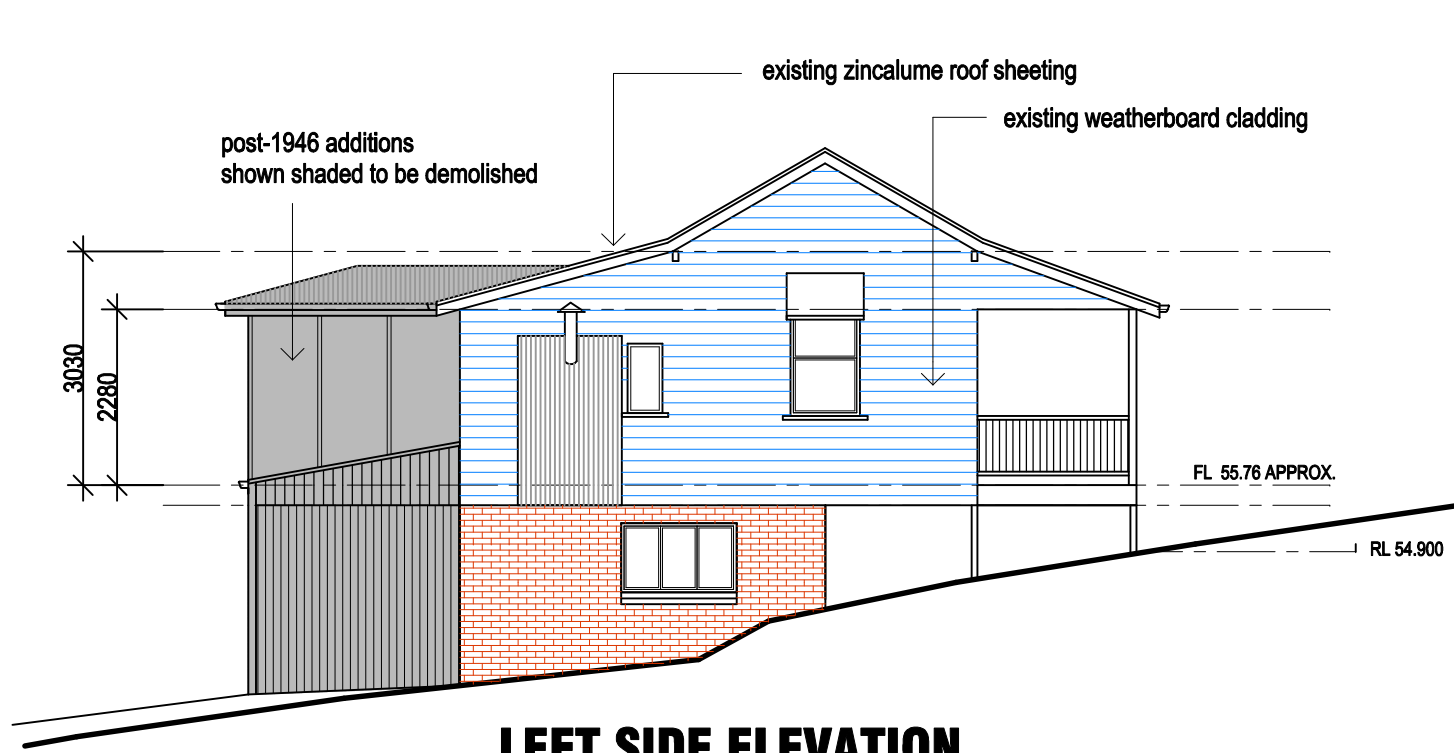 existing zincalume roof sheeting
existing weatherboard cladding
post-1946 additions
shown shaded to be demolished
3030
2280
FL 55.76 APPROX.
RL 54.900
LEFT SIDE ELEVATION